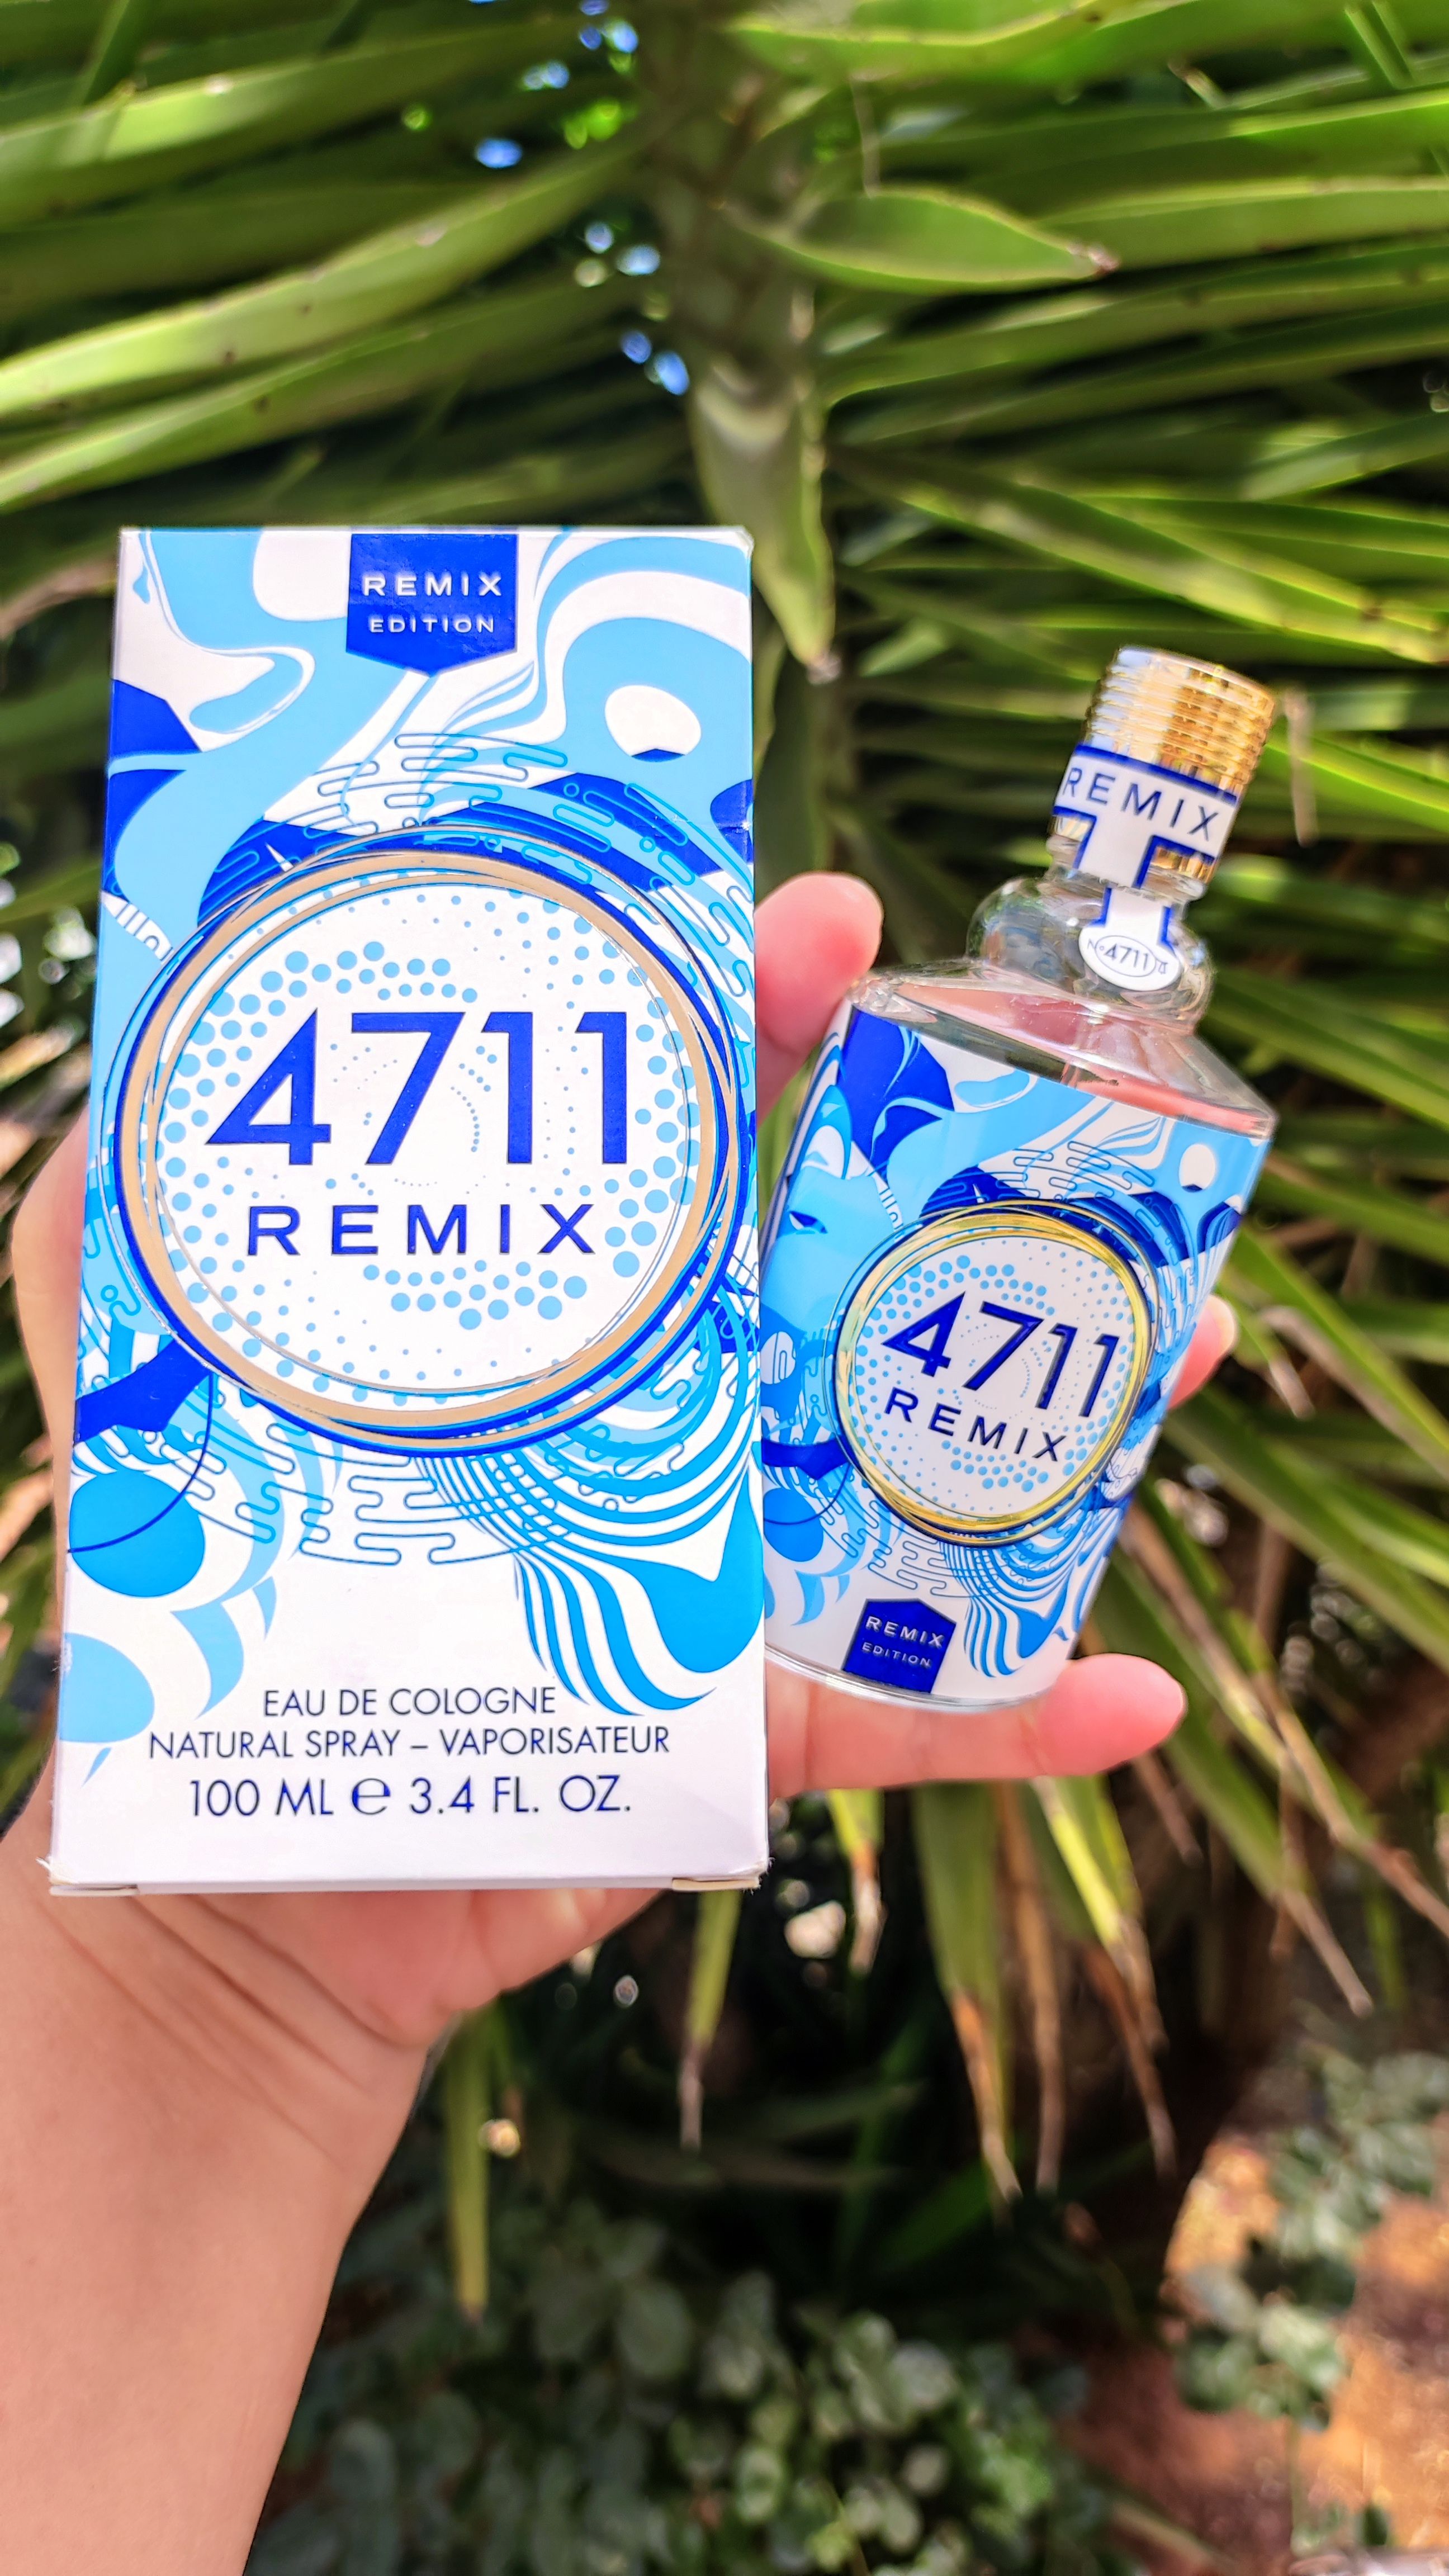 REMIX
EDITION
4711
REMIX
EAU DE COLOGNE
NATURAL SPRAY – VAPORISATEUR
100 ML ℮ 3.4 FL. OZ.
REMIX
Nº4711
4711
REMIX
REMIX
EDITION